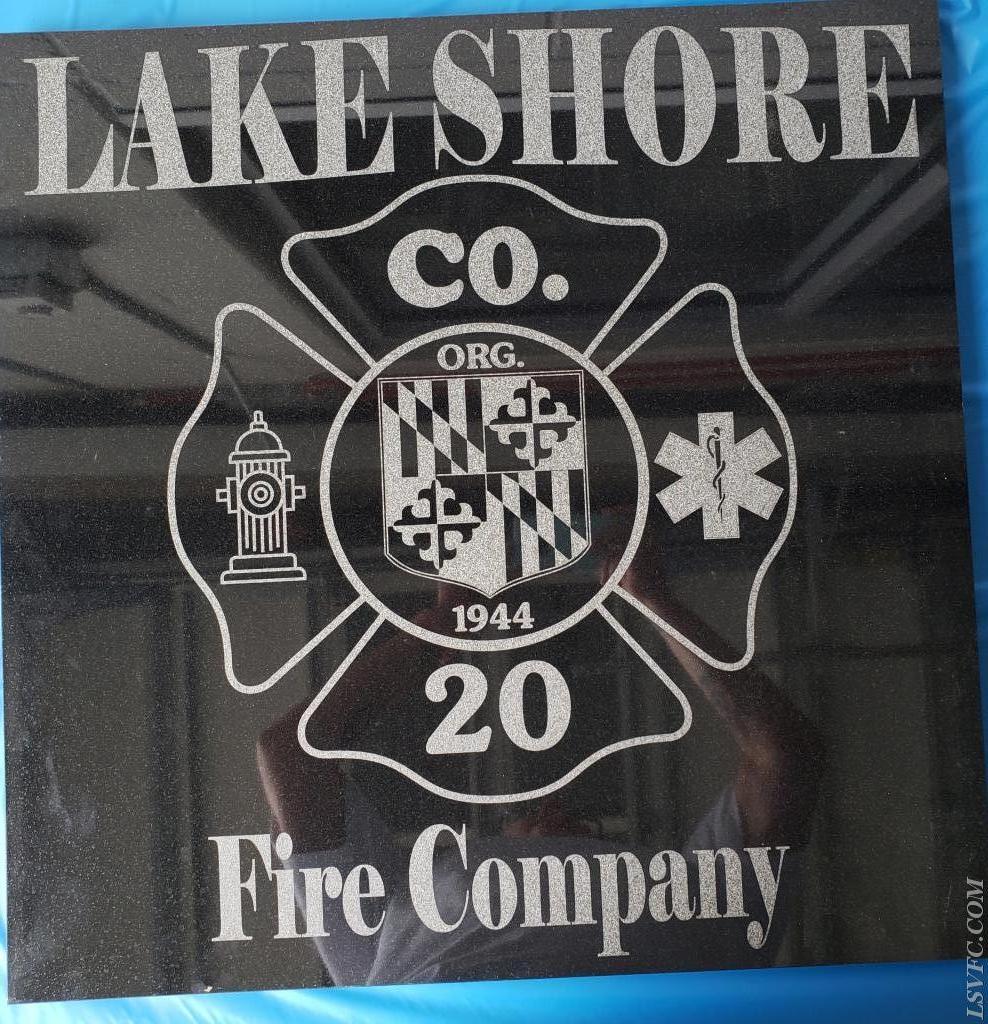 LAKE SHORE
CO.
ORG.
1944
20
Fire Company
LSVFC.COM